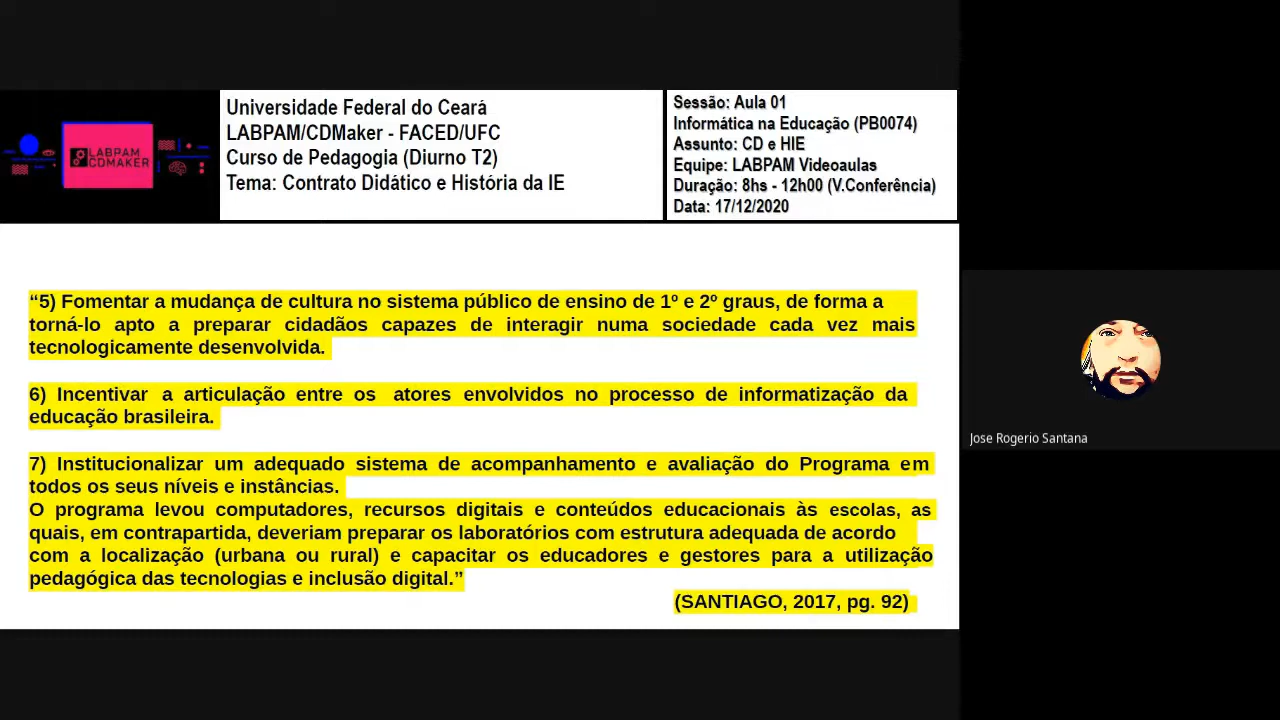 LABPAM
CDMAKER
Universidade Federal do Ceará
LABPAM/CDMaker - FACED/UFC
Curso de Pedagogia (Diurno T2)
Tema: Contrato Didático e História da IE
Sessão: Aula 01
Informática na Educação (PB0074)
Assunto: CD e HIE
Equipe: LABPAM Videoaulas
Duração: 8hs - 12h00 (V.Conferência)
Data: 17/12/2020
“5) Fomentar a mudança de cultura no sistema público de ensino de 1º e 2º graus, de forma a
torná-lo apto a preparar cidadãos capazes de interagir numa sociedade cada vez mais
tecnologicamente desenvolvida.
6) Incentivar a articulação entre os atores envolvidos no processo de informatização da
educação brasileira.
7) Institucionalizar um adequado sistema de acompanhamento e avaliação do Programa em
todos os seus níveis e instâncias.
O programa levou computadores, recursos digitais e conteúdos educacionais às escolas, as
quais, em contrapartida, deveriam preparar os laboratórios com estrutura adequada de acordo
com a localização (urbana ou rural) e capacitar os educadores e gestores para a utilização
pedagógica das tecnologias e inclusão digital.”
(SANTIAGO, 2017, pg. 92)
Jose Rogerio Santana